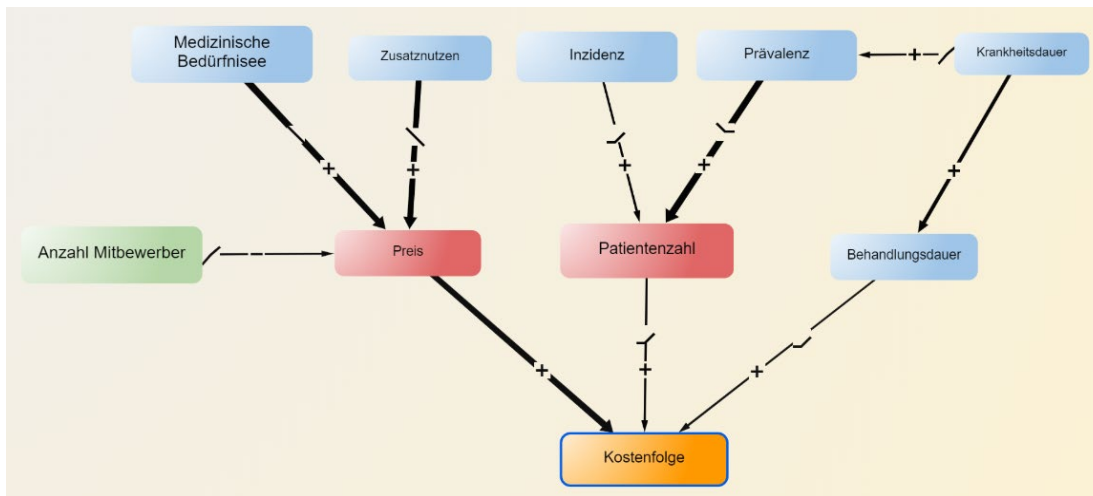 Medizinische
Bedürfnisee
Zusatznutzen
Inzidenz
Prävalenz
+
Krankheitsdauer
+
+
+
+
+
Anzahl Mitbewerber
−
Preis
Patientenzahl
Behandlungsdauer
+
+
+
Kostenfolge